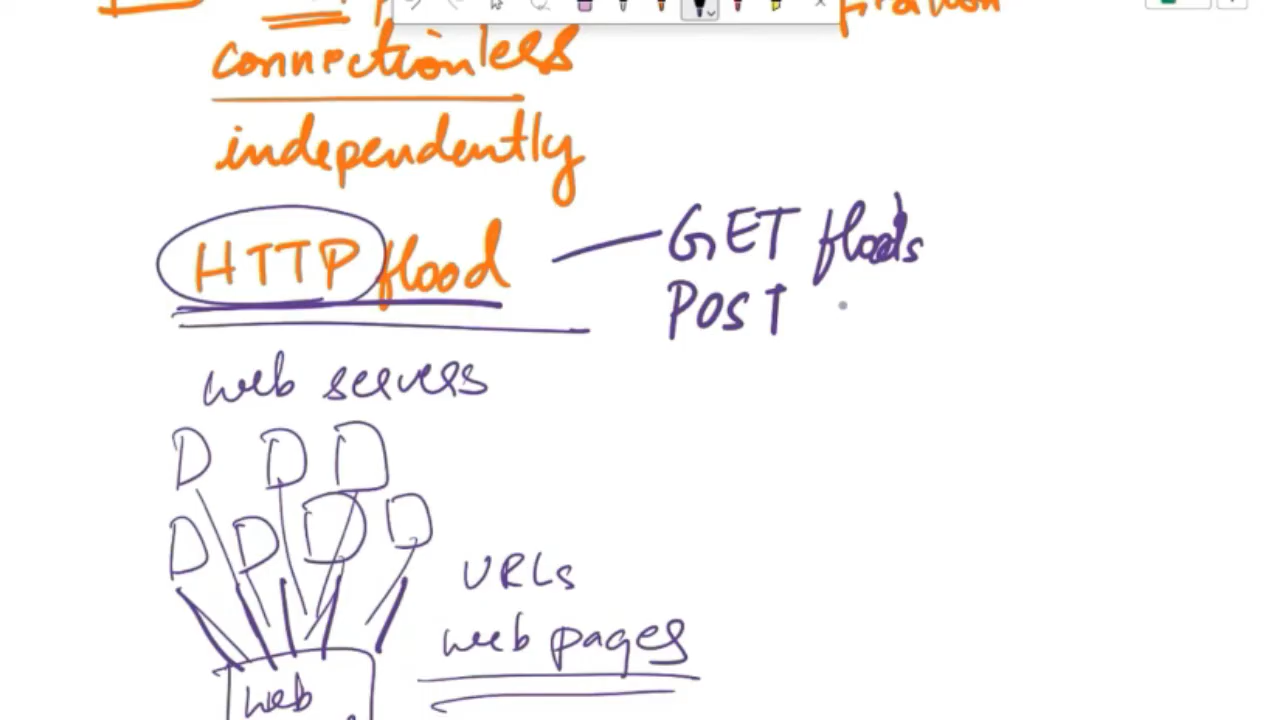 connectionless
independently
HTTP flood — GET floods
POST
web servers
D D D
D D D D
URLs
web pages
web